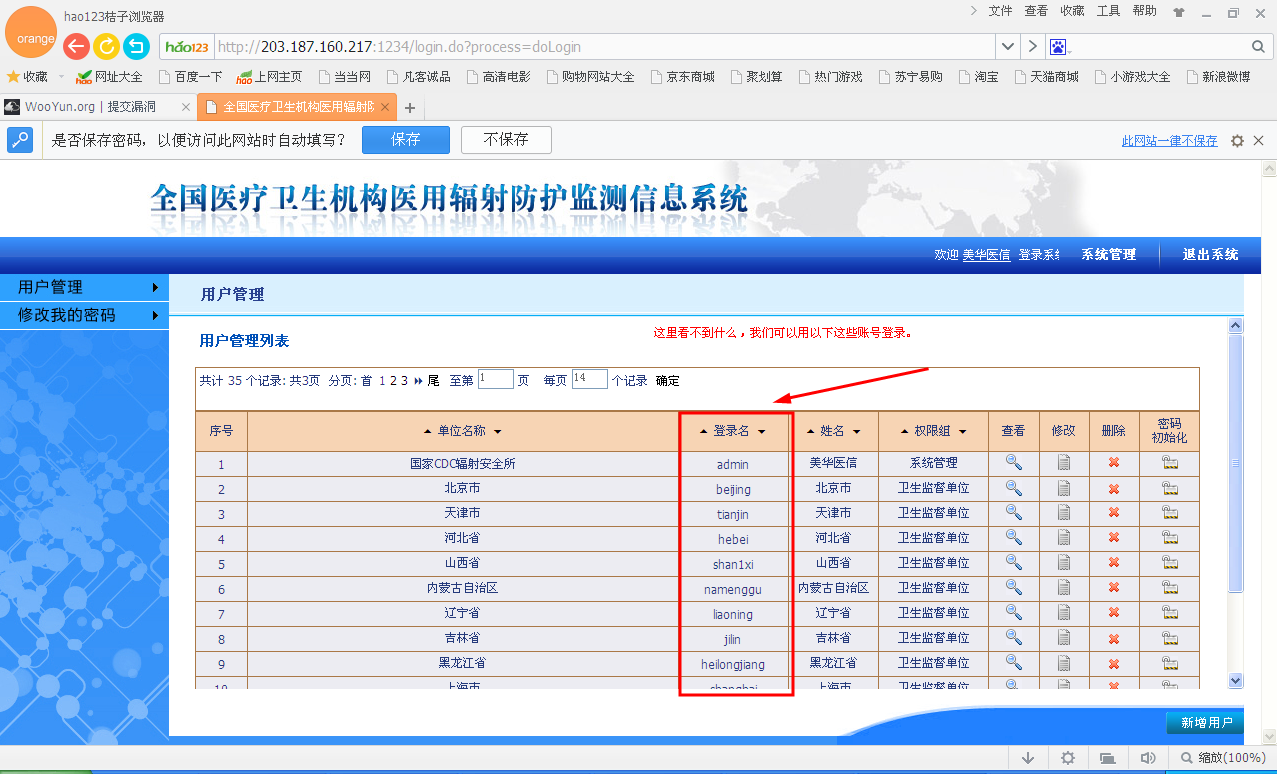 hao123桔子浏览器
文件 查看 收藏 工具 帮助
orange
hao123 http://203.187.160.217:1234/login.do?process=doLogin
收藏 网址大全 百度一下 上网主页 当当网 凡客诚品 高清电影 购物网站大全 京东商城 聚划算 热门游戏 苏宁易购 淘宝 天猫商城 小游戏大全 新浪微博
WooYun.org | 提交漏洞 全国医疗卫生机构医用辐射防
是否保存密码，以便访问此网站时自动填写？ 保存 不保存 此网站一律不保存
全国医疗卫生机构医用辐射防护监测信息系统
欢迎 美华医信 登录系统 系统管理 退出系统
用户管理
修改我的密码
用户管理
用户管理列表
这里看不到什么，我们可以用以下这些账号登录。
共计 35 个记录: 共3页 分页: 首 1 2 3 尾 至第 1 页 每页 14 个记录 确定
序号 单位名称 登录名 姓名 权限组 查看 修改 删除 密码初始化
1 国家CDC辐射安全所 admin 美华医信 系统管理
2 北京市 beijing 北京市 卫生监督单位
3 天津市 tianjin 天津市 卫生监督单位
4 河北省 hebei 河北省 卫生监督单位
5 山西省 shan1xi 山西省 卫生监督单位
6 内蒙古自治区 namenggu 内蒙古自治区 卫生监督单位
7 辽宁省 liaoning 辽宁省 卫生监督单位
8 吉林省 jilin 吉林省 卫生监督单位
9 黑龙江省 heilongjiang 黑龙江省 卫生监督单位
10 上海市 shanghai 上海市 卫生监督单位
新增用户
缩放(100%)